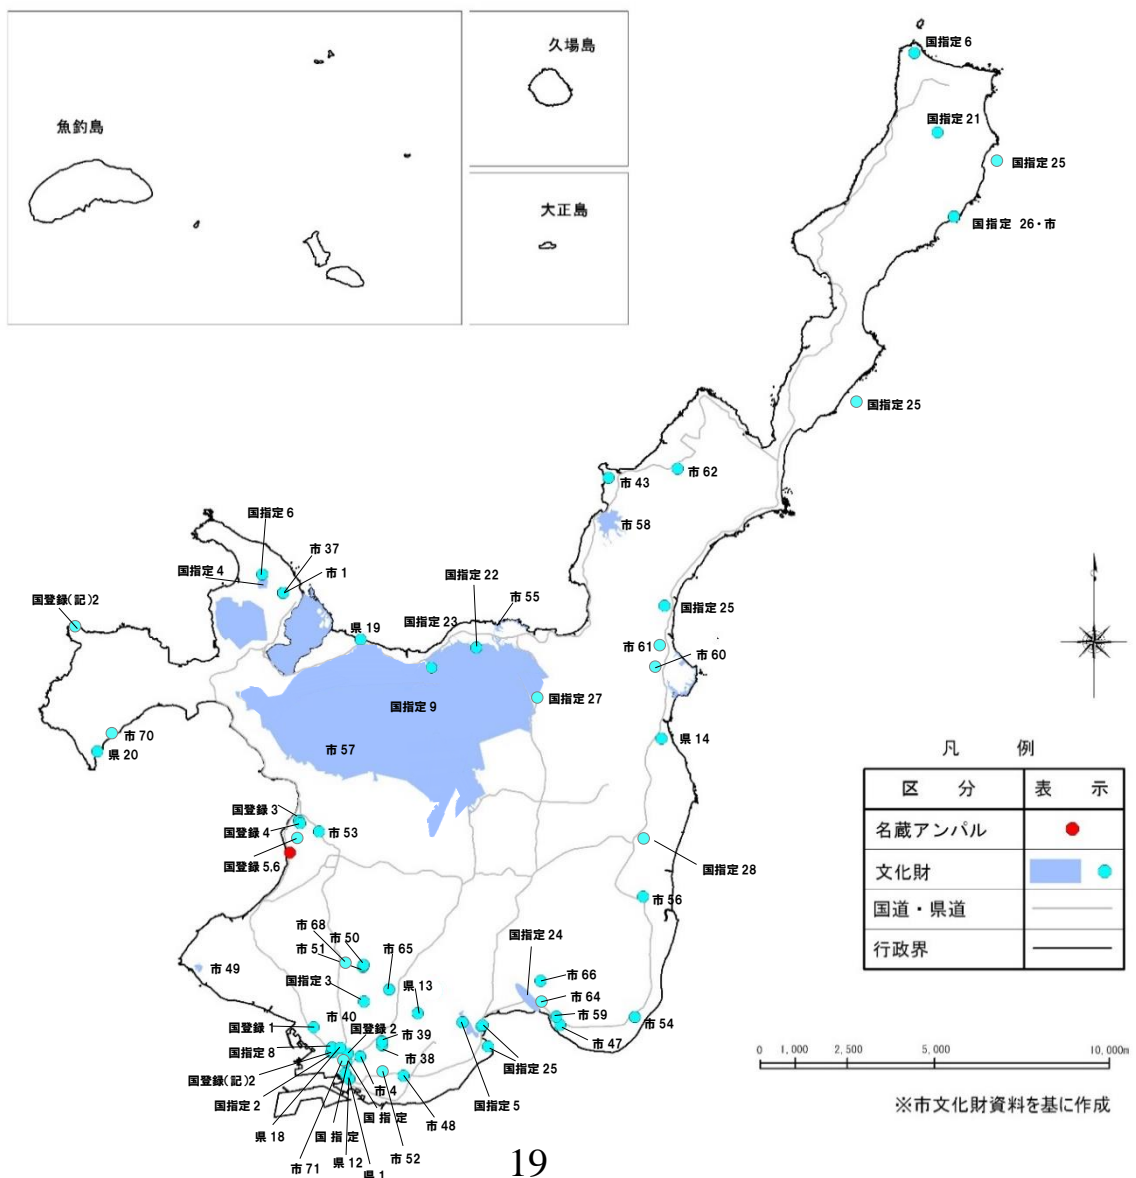 久場島
魚釣島
大正島
国指定 6
国指定 21
国指定 25
国指定 26・市
国指定 25
市 62
市 43
市 58
国指定 6
市 37
国指定 4
市 1
国指定 22
市 55
国登録(記)2
県 19
国指定 23
国指定 25
市 61
市 60
国指定 9
国指定 27
市 70
県 20
市 57
県 14
国登録 3
国登録 4
市 53
国登録 5,6
国指定 28
市 56
市 68
市 50
市 51
市 65
国指定 24
市 49
国指定 3
県 13
市 66
市 64
市 40
国登録 2
市 59
市 54
国登録 1
市 39
市 47
国指定 8
市 38
国指定 25
国登録(記)2
国指定 2
市 4
国指定 5
国 指 定
市 48
県 18
国 指 定
市 52
市 71
県 12
県 1
凡 例
区 分
表 示
名蔵アンパル
文化財
国道・県道
行政界
0 1,000 2,500 5,000 10,000m
※市文化財資料を基に作成
19